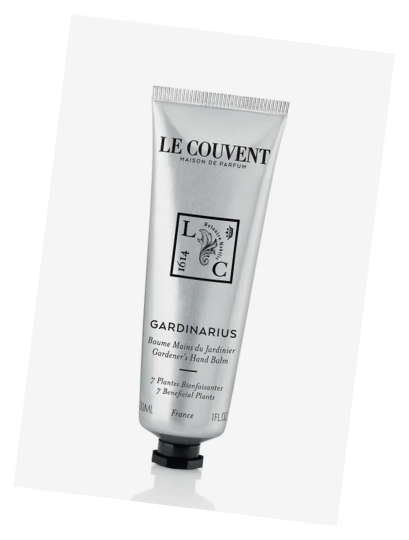 LE COUVENT
MAISON DE PARFUM
L
1614
C
GARDINARIUS
Baume Mains du Jardinier
Gardener's Hand Balm
7 Plantes Bienfaisantes
7 Beneficial Plants
France